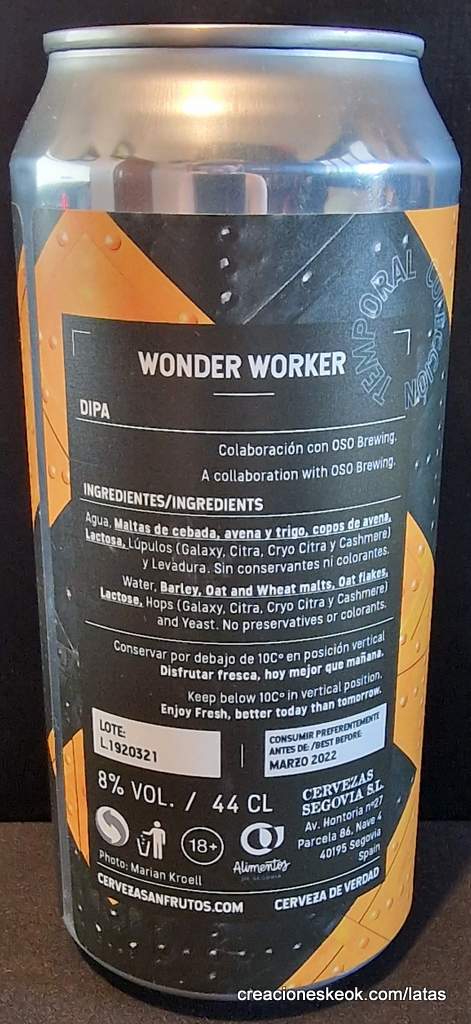 TEMPORAL
COLECCIÓN
WONDER WORKER
DIPA
Colaboración con OSO Brewing.
A collaboration with OSO Brewing.
INGREDIENTES/INGREDIENTS
Agua, Maltas de cebada, avena y trigo, copos de avena,
Lactosa, Lúpulos (Galaxy, Citra, Cryo Citra y Cashmere)
y Levadura. Sin conservantes ni colorantes.
Water, Barley, Oat and Wheat malts, Oat flakes,
Lactose, Hops (Galaxy, Citra, Cryo Citra y Cashmere)
and Yeast. No preservatives or colorants.
Conservar por debajo de 10Cº en posición vertical
Disfrutar fresca, hoy mejor que mañana.
Keep below 10Cº in vertical position.
Enjoy Fresh, better today than tomorrow.
LOTE:
L.1920321
CONSUMIR PREFERENTEMENTE
ANTES DE: /BEST BEFORE:
MARZO 2022
8% VOL. / 44 CL
CERVEZAS
SEGOVIA S.L.
Av. Hontoria nº27
Parcela 86, Nave 4
40195 Segovia
Spain
18+
Alimentos
DE SEGOVIA
Photo: Marian Kroell
CERVEZASANFRUTOS.COM
CERVEZA DE VERDAD
creacioneskeok.com/latas